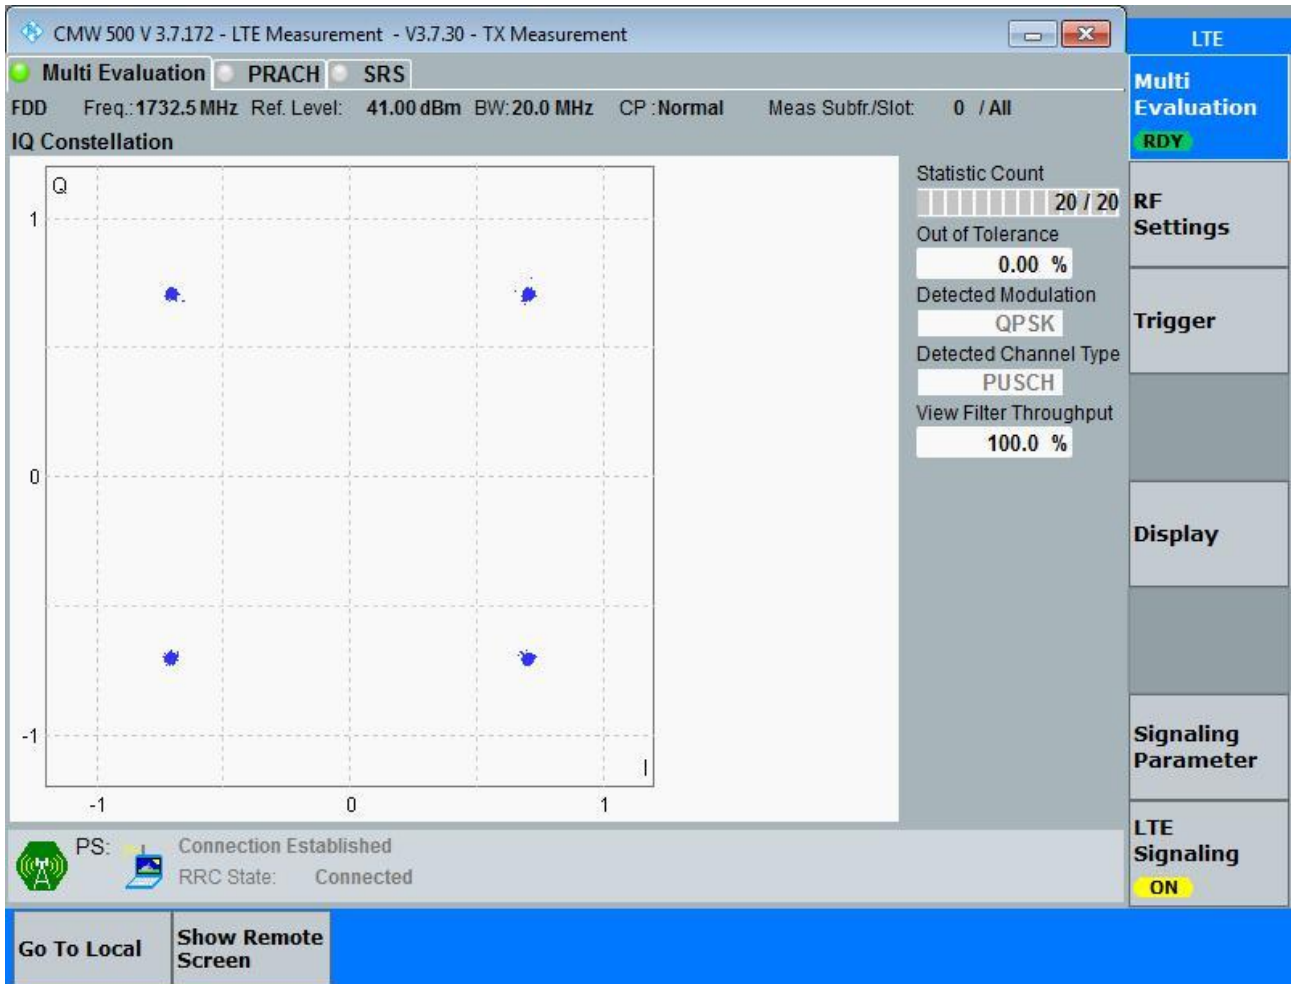 CMW 500 V 3.7.172 - LTE Measurement - V3.7.30 - TX Measurement
LTE
Multi Evaluation PRACH SRS
FDD Freq.: 1732.5 MHz Ref. Level: 41.00 dBm BW: 20.0 MHz CP : Normal Meas Subfr./Slot: 0 / All
IQ Constellation
Q
1
0
-1
I
-1 0 1
Statistic Count
20 / 20
Out of Tolerance
0.00 %
Detected Modulation
QPSK
Detected Channel Type
PUSCH
View Filter Throughput
100.0 %
Multi
Evaluation
RDY
RF
Settings
Trigger
Display
Signaling
Parameter
LTE
Signaling
ON
PS: Connection Established
RRC State: Connected
Go To Local
Show Remote
Screen